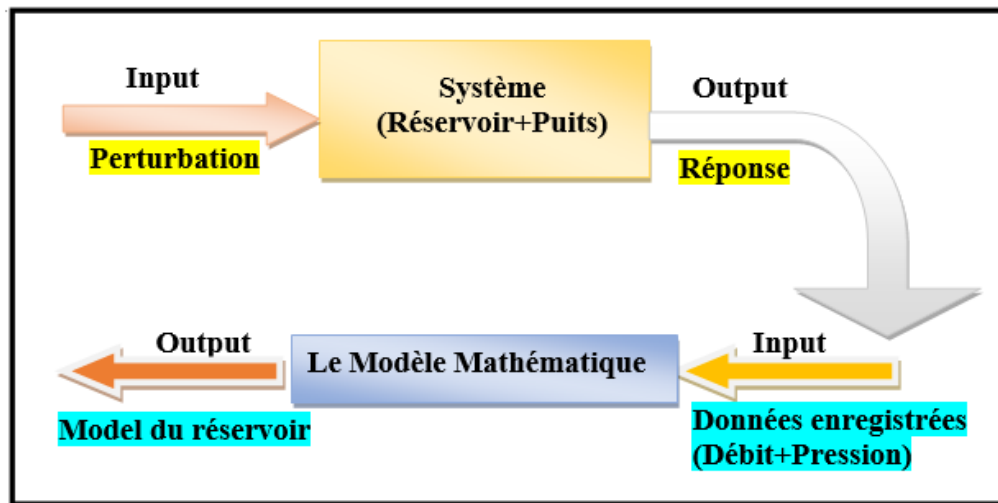 Input
Perturbation
Système
(Réservoir+Puits)
Output
Réponse
Output
Model du réservoir
Le Modèle Mathématique
Input
Données enregistrées
(Débit+Pression)